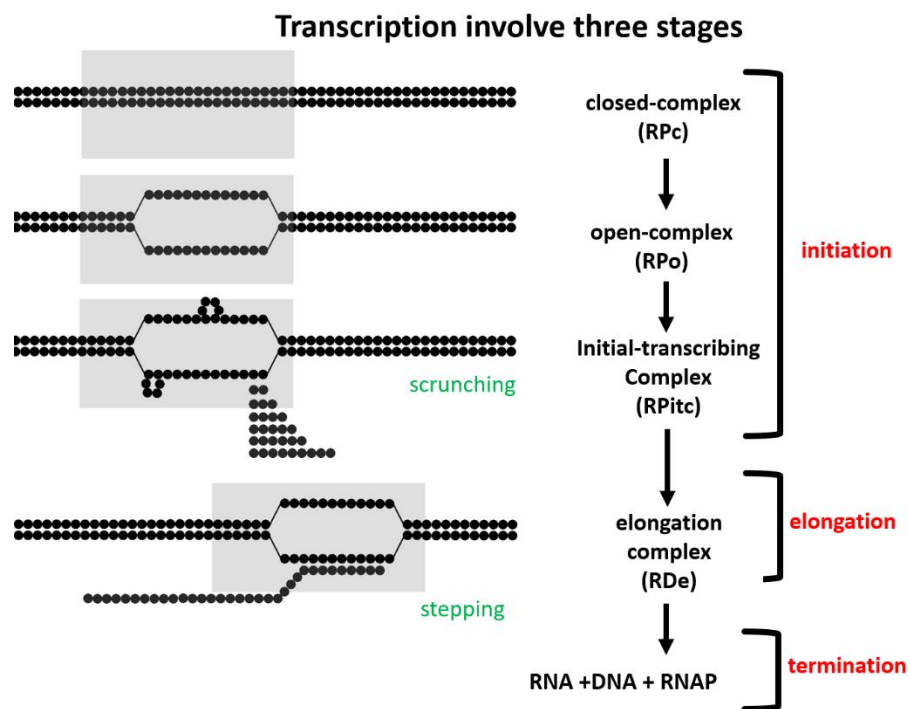 Transcription involve three stages
closed-complex
(RPc)
open-complex
(RPo)
initiation
Initial-transcribing
Complex
(RPitc)
scrunching
elongation
complex
(RDe)
elongation
stepping
RNA +DNA + RNAP
termination